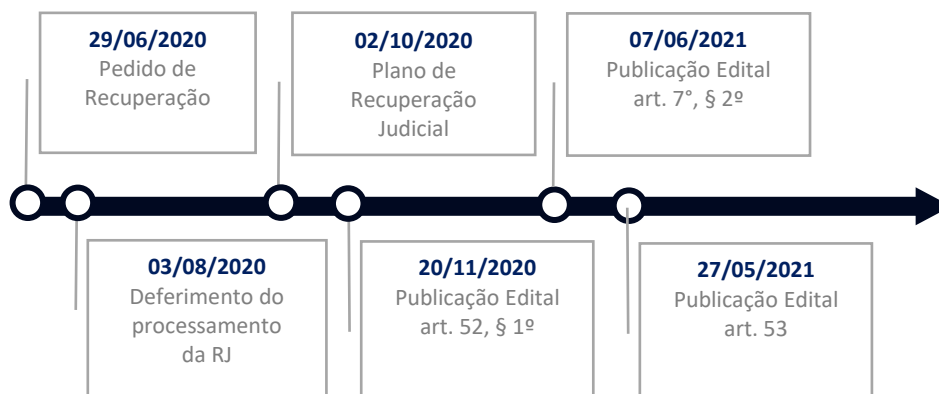 29/06/2020
Pedido de
Recuperação
02/10/2020
Plano de
Recuperação
Judicial
07/06/2021
Publicação Edital
art. 7°, § 2º
03/08/2020
Deferimento do
processamento
da RJ
20/11/2020
Publicação Edital
art. 52, § 1º
27/05/2021
Publicação Edital
art. 53